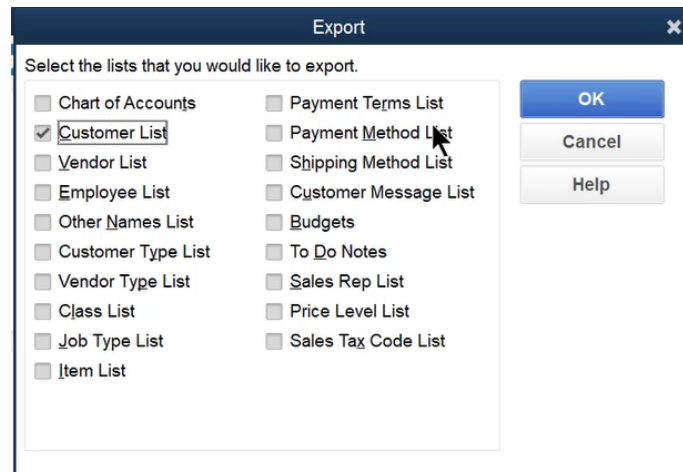 Export
Select the lists that you would like to export.
Chart of Accounts
Customer List
Vendor List
Employee List
Other Names List
Customer Type List
Vendor Type List
Class List
Job Type List
Item List
Payment Terms List
Payment Method List
Shipping Method List
Customer Message List
Budgets
To Do Notes
Sales Rep List
Price Level List
Sales Tax Code List
OK
Cancel
Help